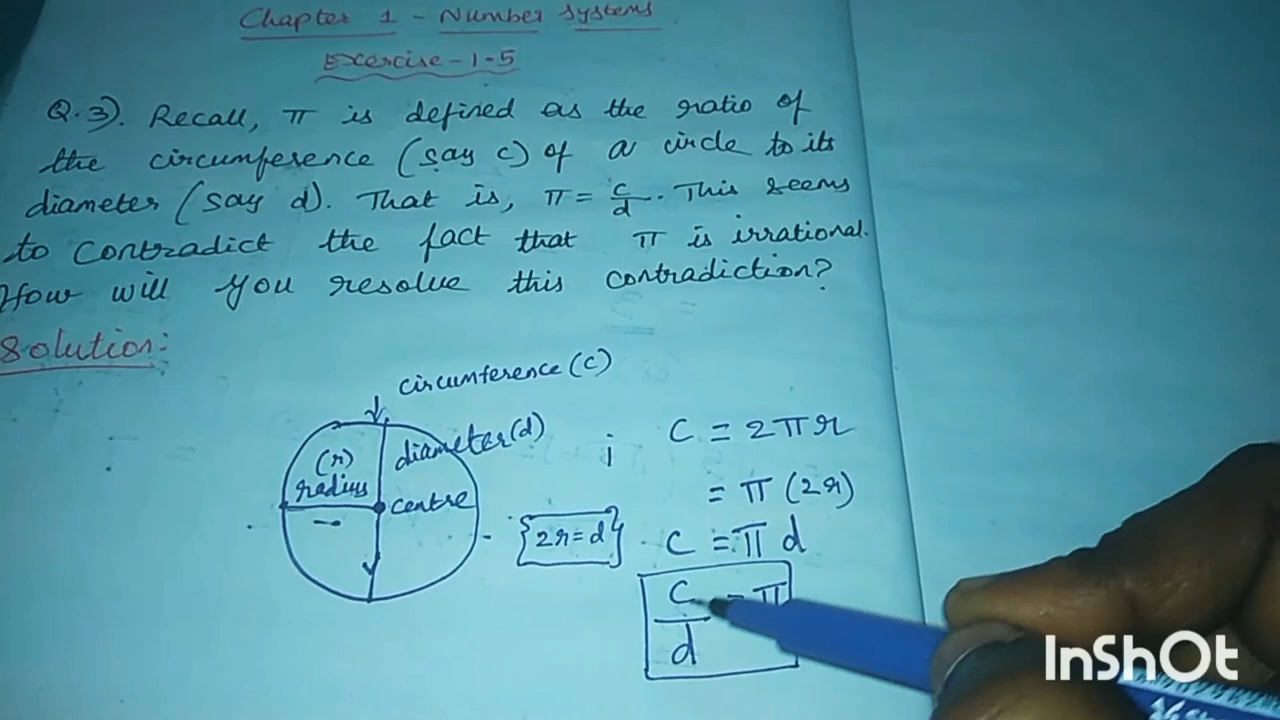 Chapter 1 - Number Systems
Exercise - 1.5
Q.3). Recall, π is defined as the ratio of
the circumference (say c) of a circle to its
diameter (say d). That is, π = c/d. This seems
to contradict the fact that π is irrational.
How will you resolve this contradiction?
Solution:
circumference (c)
diameter (d)
(r)
radius
centre
{2r = d}
C = 2πr
= π (2r)
C = π d
C/d = π
InShOt